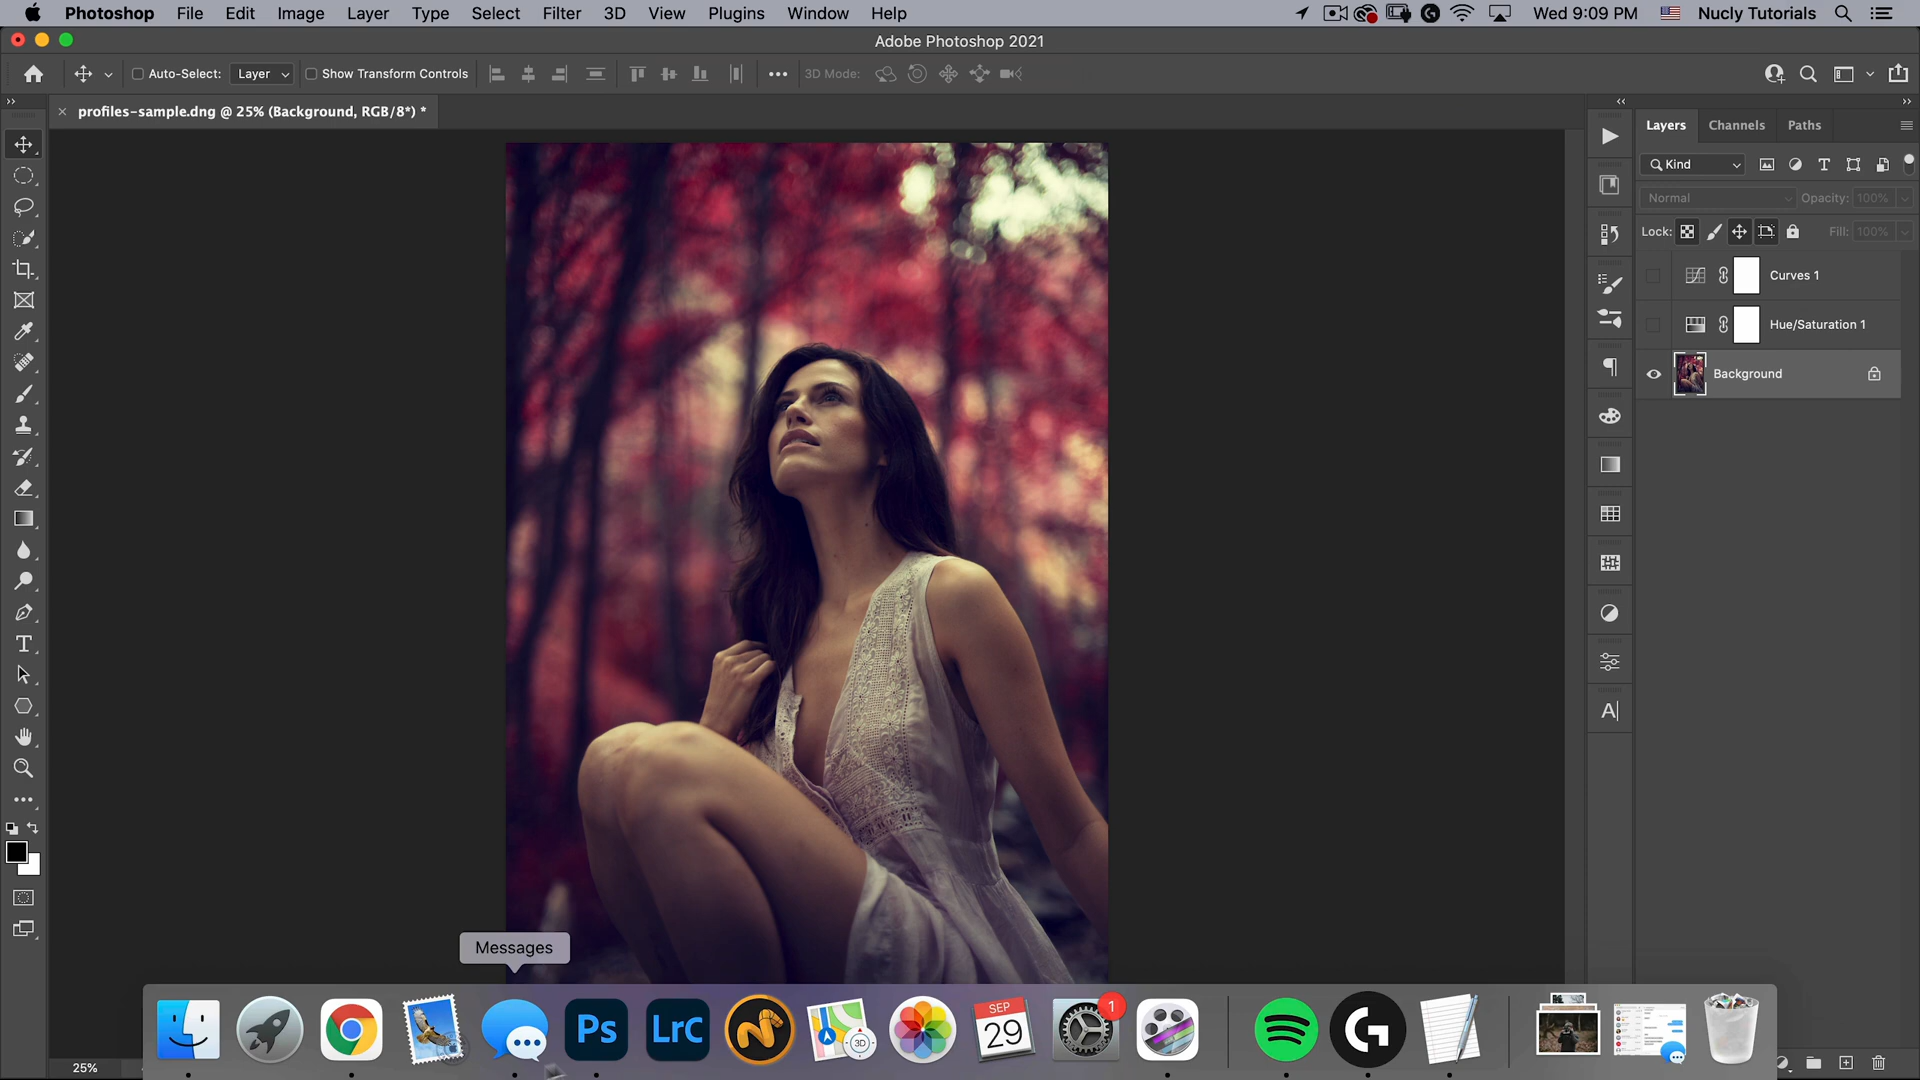 Photoshop File Edit Image Layer Type Select Filter 3D View Plugins Window Help Wed 9:09 PM Nucly Tutorials
Adobe Photoshop 2021
Auto-Select: Layer Show Transform Controls 3D Mode:
profiles-sample.dng @ 25% (Background, RGB/8*) *
Layers Channels Paths
Kind
Normal Opacity: 100%
Lock: Fill: 100%
Curves 1
Hue/Saturation 1
Background
A|
Messages
Ps LrC 3D SEP 29 1
25%